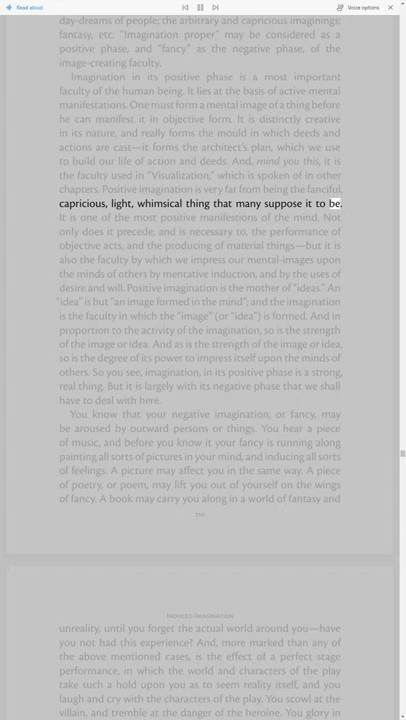 Read aloud
Voice options
day-dreams of people; the arbitrary and capricious imaginings;
fantasy, etc. "Imagination proper" may be considered as a
positive phase, and "fancy" as the negative phase, of the
image-creating faculty.
Imagination in its positive phase is a most important
faculty of the human being. It lies at the basis of active mental
manifestations. One must form a mental image of a thing before
he can manifest it in objective form. It is distinctly creative
in its nature, and really forms the mould in which deeds and
actions are cast—it forms the architect's plan, which we use
to build our life of action and deeds. And, mind you this, it is
the faculty used in "Visualization," which is spoken of in other
chapters. Positive imagination is very far from being the fanciful,
capricious, light, whimsical thing that many suppose it to be.
It is one of the most positive manifestions of the mind. Not
only does it precede, and is necessary to, the performance of
objective acts, and the producing of material things—but it is
also the faculty by which we impress our mental-images upon
the minds of others by mentative induction, and by the uses of
desire and will. Positive imagination is the mother of "ideas." An
"idea" is but "an image formed in the mind"; and the imagination
is the faculty in which the "image" (or "idea") is formed. And in
proportion to the activity of the imagination, so is the strength
of the image or idea. And as is the strength of the image or idea,
so is the degree of its power to impress itself upon the minds of
others. So you see, imagination, in its positive phase is a strong,
real thing. But it is largely with its negative phase that we shall
have to deal with here.
You know that your negative imagination, or fancy, may
be aroused by outward persons or things. You hear a piece
of music, and before you know it your fancy is running along
painting all sorts of pictures in your mind, and inducing all sorts
of feelings. A picture may affect you in the same way. A piece
of poetry, or poem, may lift you out of yourself on the wings
of fancy. A book may carry you along in a world of fantasy and
INDUCED IMAGINATION
unreality, until you forget the actual world around you—have
you not had this experience? And, more marked than any of
the above mentioned cases, is the effect of a perfect stage
performance, in which the world and characters of the play
take such a hold upon you as to seem reality itself, and you
laugh and cry with the characters of the play. You scowl at the
villain, and tremble at the danger of the heroine. You glory in